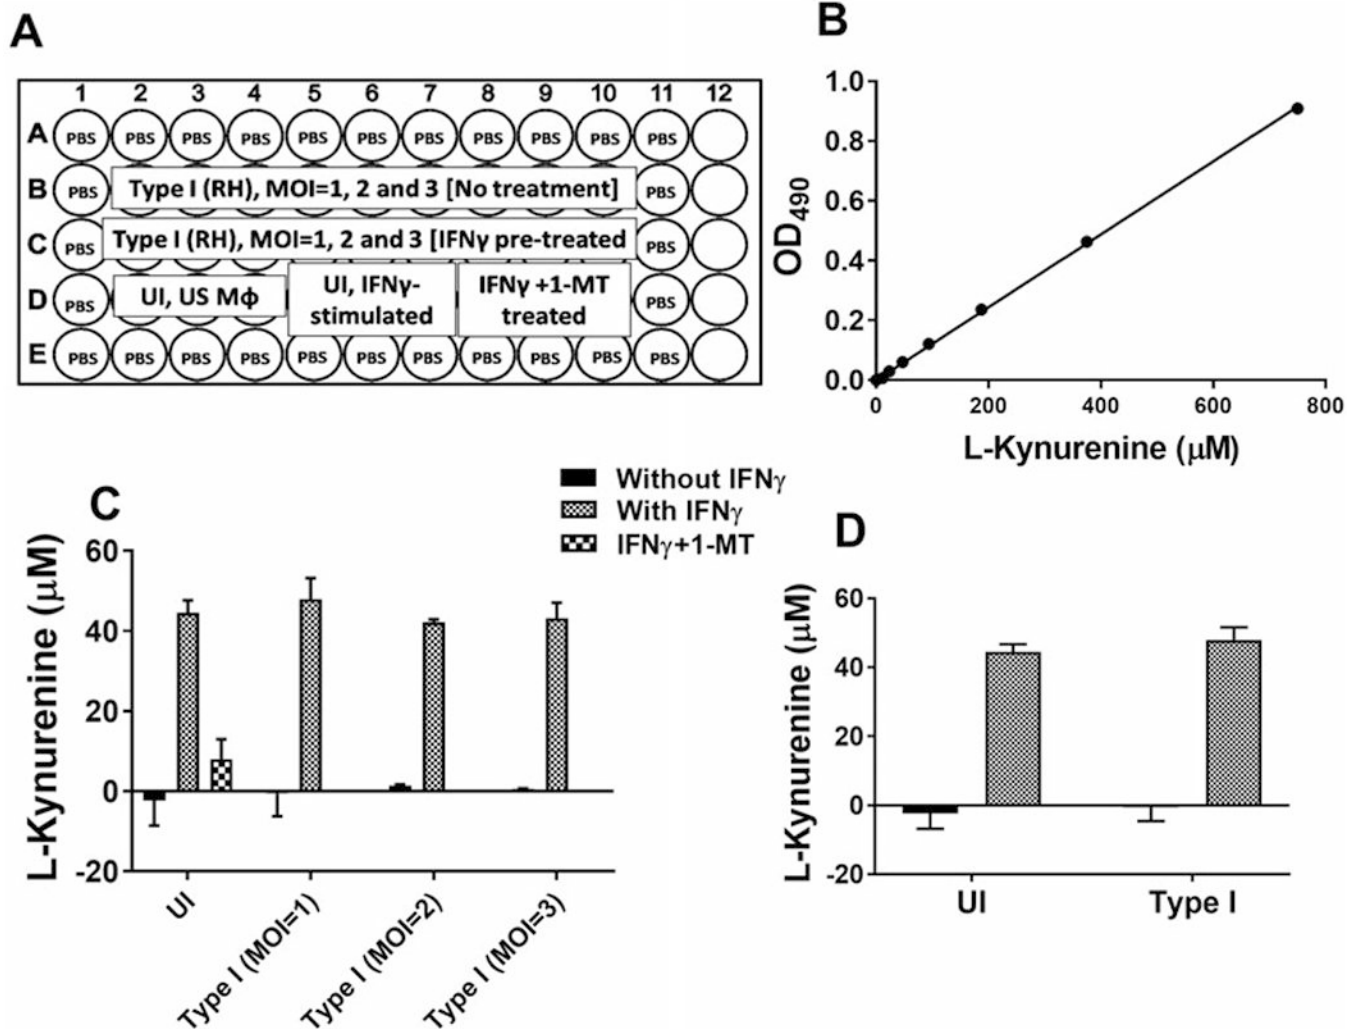 A
1 2 3 4 5 6 7 8 9 10 11 12
A PBS PBS PBS PBS PBS PBS PBS PBS PBS PBS PBS
B PBS Type I (RH), MOI=1, 2 and 3 [No treatment] PBS
C PBS Type I (RH), MOI=1, 2 and 3 [IFNγ pre-treated PBS
D PBS UI, US Mϕ UI, IFNγ- IFNγ +1-MT PBS
stimulated treated
E PBS PBS PBS PBS PBS PBS PBS PBS PBS PBS PBS
B
1.0
0.8
0.6
0.4
0.2
0.0
OD490
0 200 400 600 800
L-Kynurenine (μM)
Without IFNγ
With IFNγ
IFNγ+1-MT
C
60
40
20
0
-20
L-Kynurenine (μM)
UI
Type I (MOI=1)
Type I (MOI=2)
Type I (MOI=3)
D
60
40
20
0
-20
L-Kynurenine (μM)
UI Type I